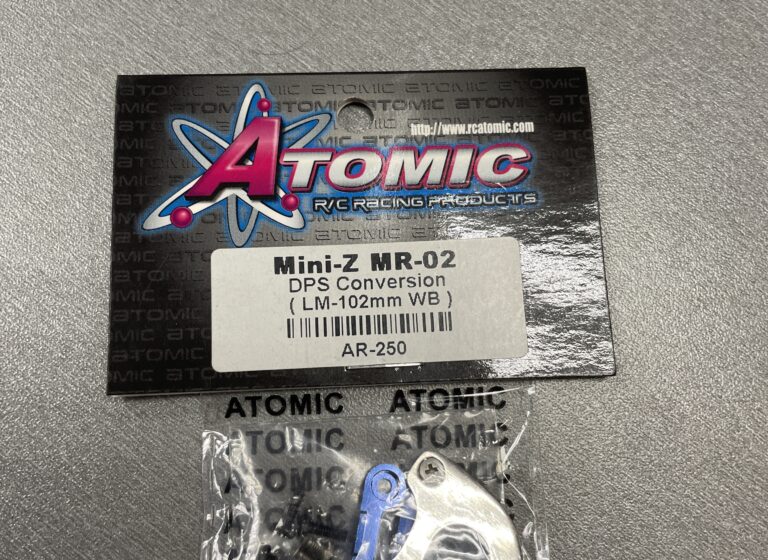 http://www.rcatomic.com
ATOMIC
R/C RACING PRODUCTS
Mini-Z MR-02
DPS Conversion
( LM-102mm WB )
AR-250
ATOMIC ATOMIC
ATOMIC ATOMIC
ATOMIC ATOMIC